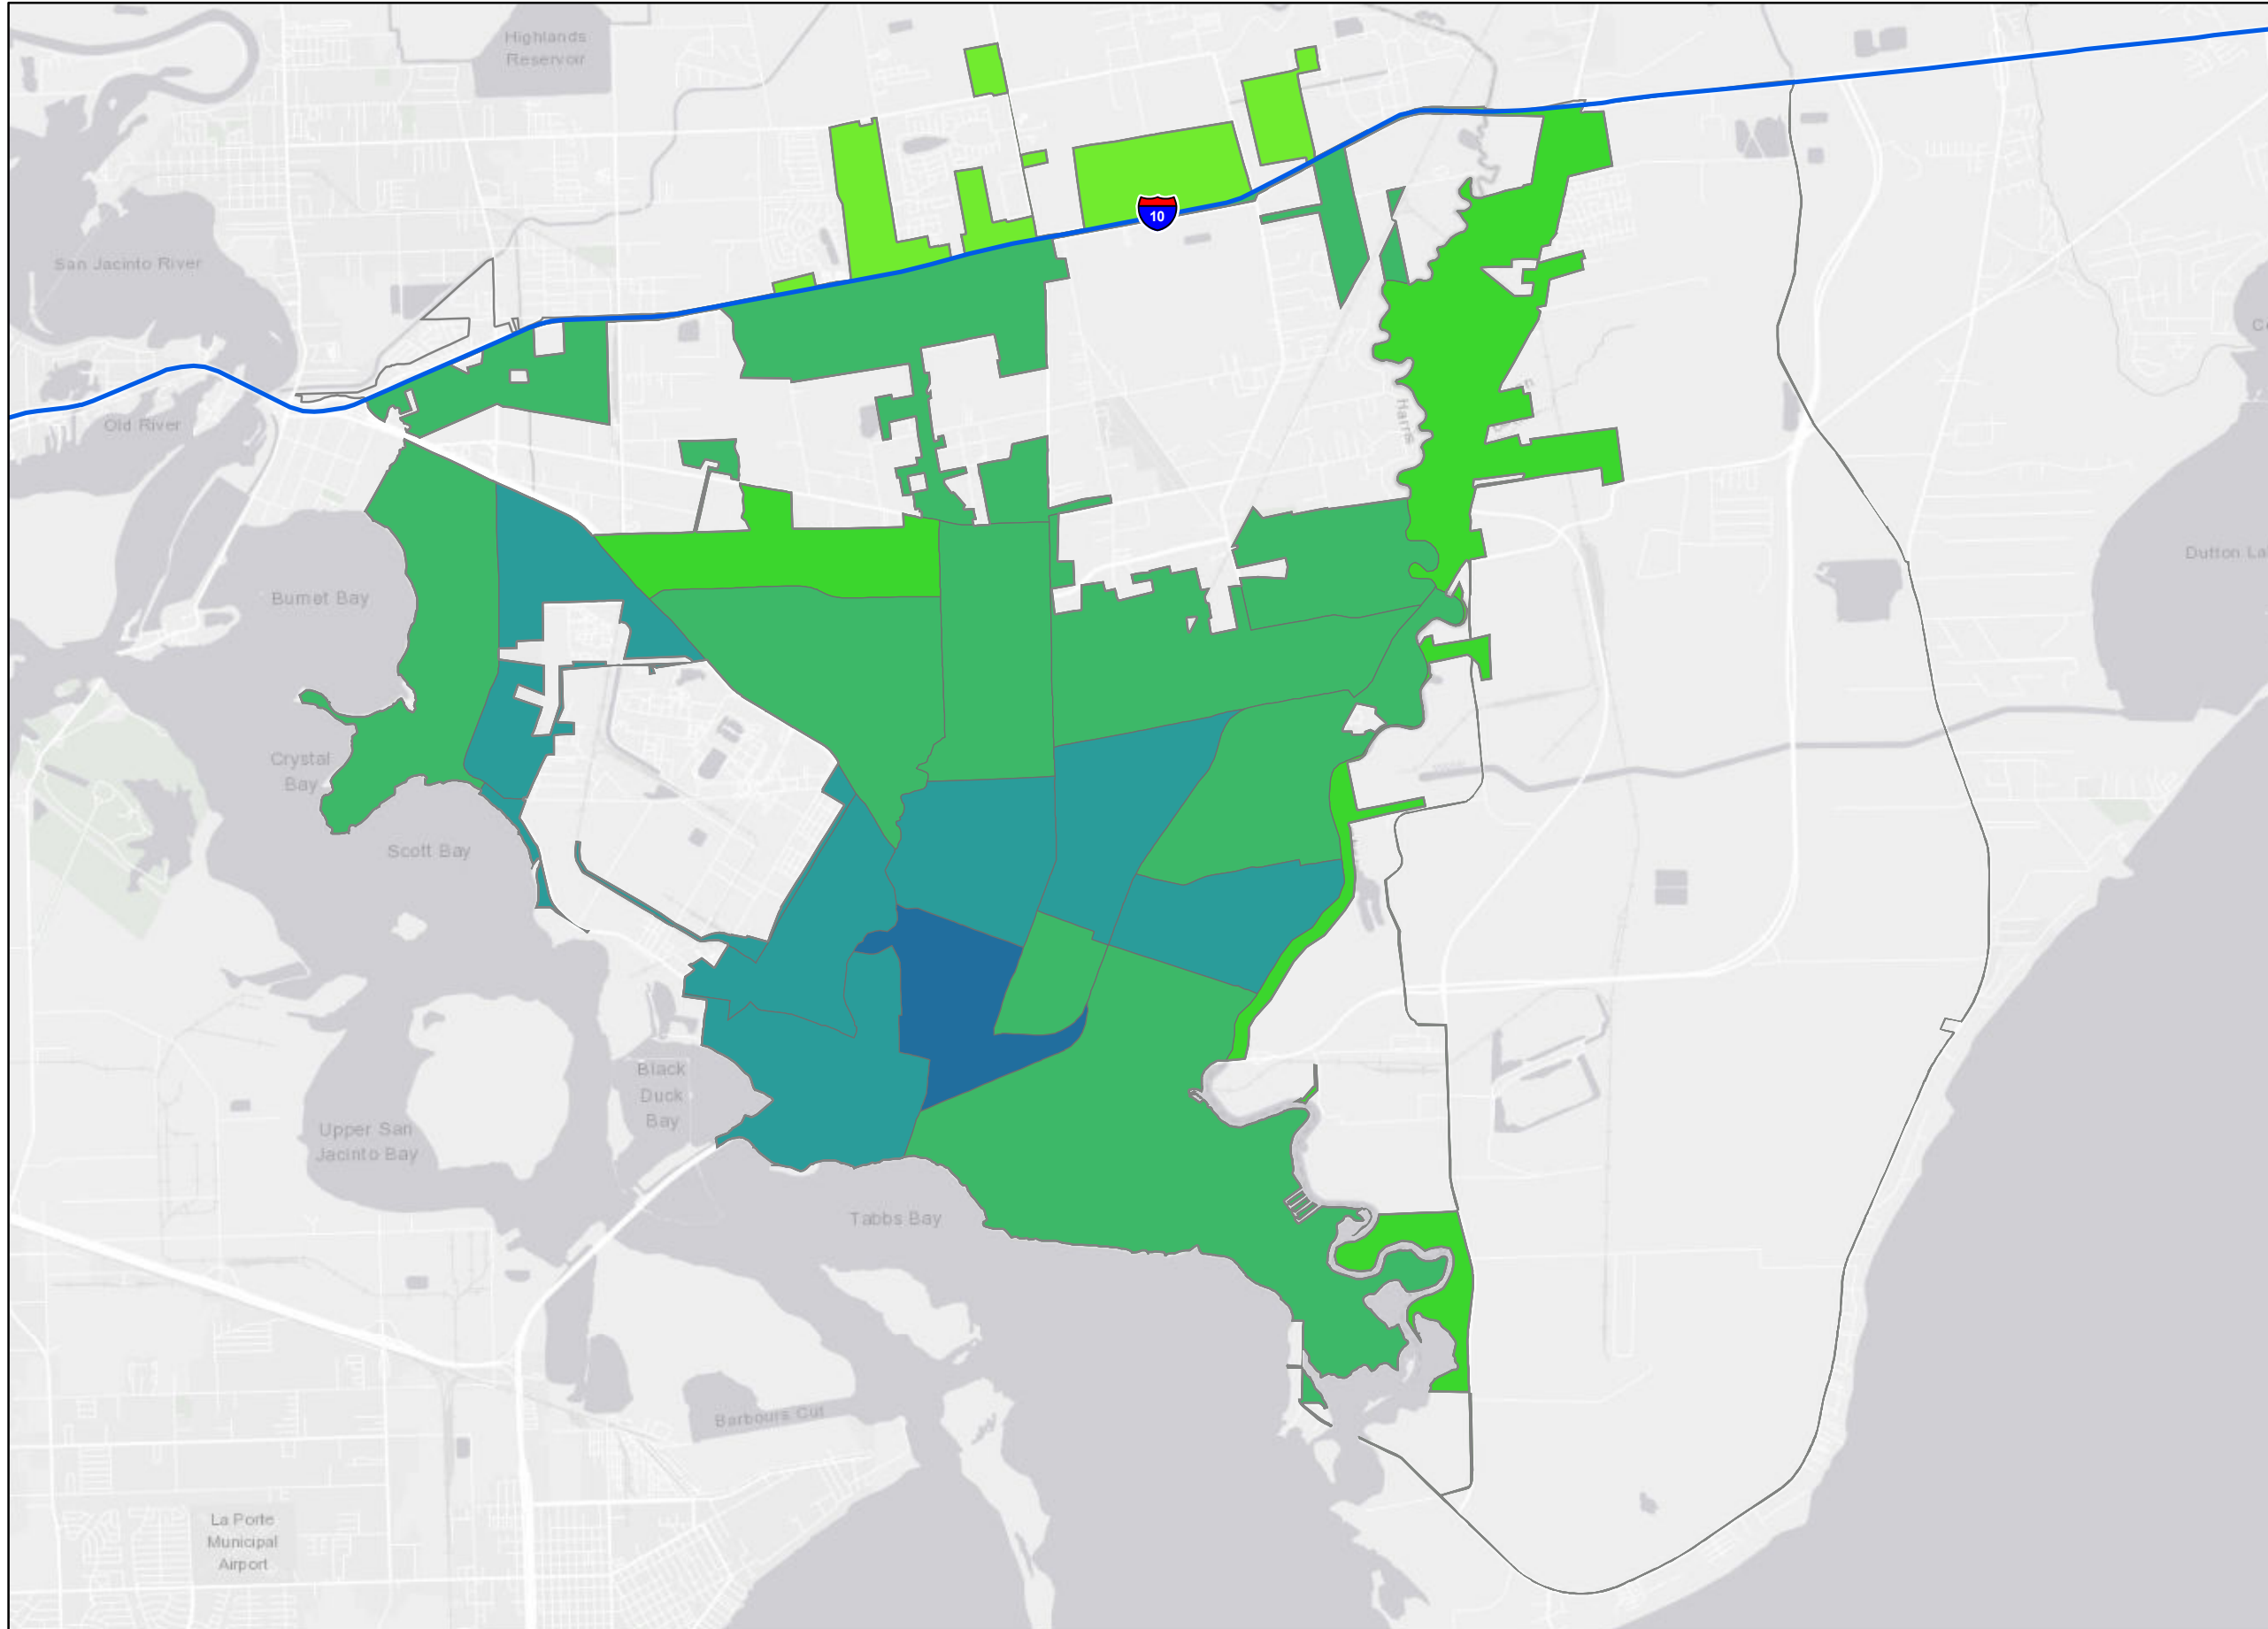 Highlands
Reservoir
10
San Jacinto River
Old River
Harris
Dutton La
Burnet Bay
Crystal
Bay
Scott Bay
Black
Duck
Bay
Upper San
Jacinto Bay
Tabbs Bay
Barbours Cut
La Porte
Municipal
Airport